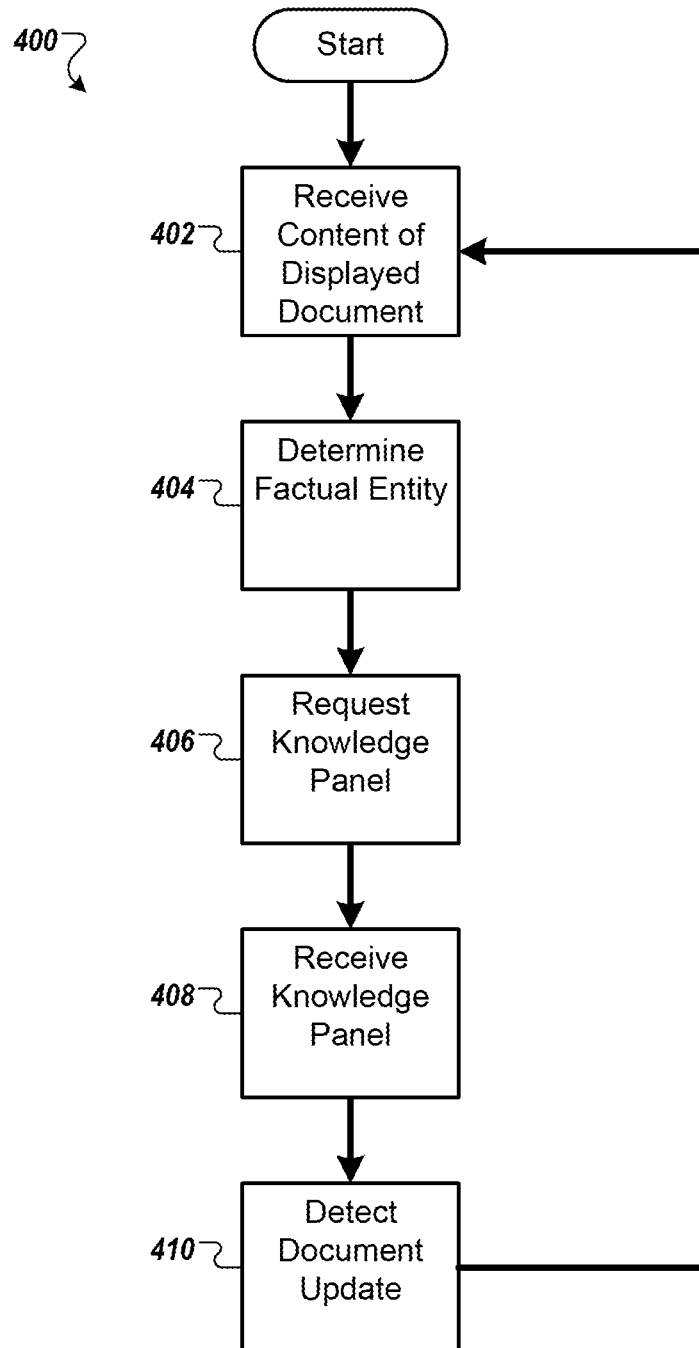 400
Start
402
Receive
Content of
Displayed
Document
404
Determine
Factual Entity
406
Request
Knowledge
Panel
408
Receive
Knowledge
Panel
410
Detect
Document
Update